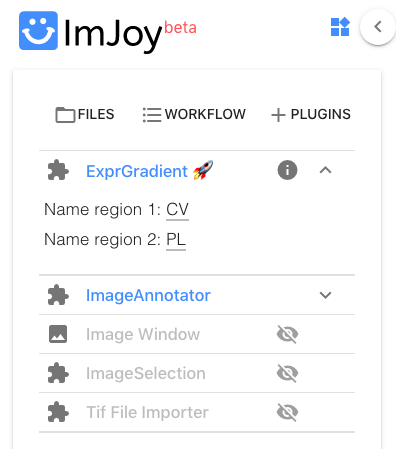 ImJoy beta
FILES WORKFLOW PLUGINS
ExprGradient 🚀
Name region 1: CV
Name region 2: PL
ImageAnnotator
Image Window
ImageSelection
Tif File Importer